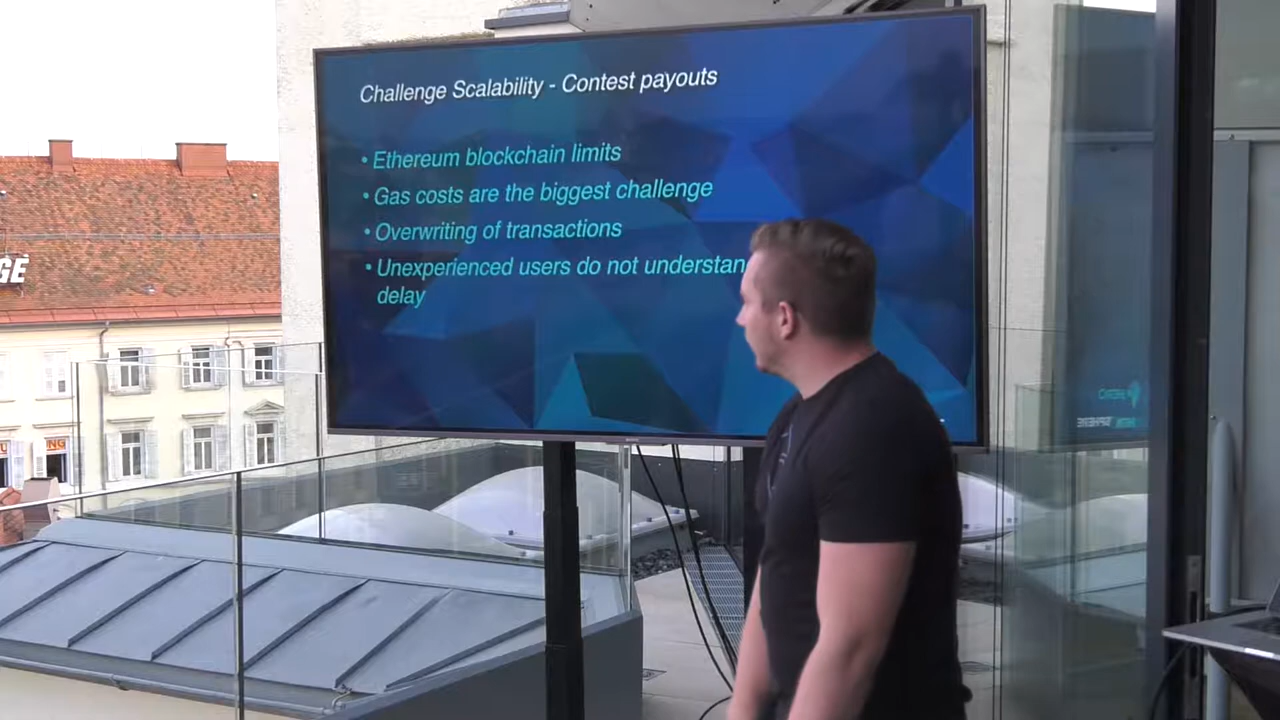 Challenge Scalability - Contest payouts
• Ethereum blockchain limits
• Gas costs are the biggest challenge
• Overwriting of transactions
• Unexperienced users do not understan
delay
GE